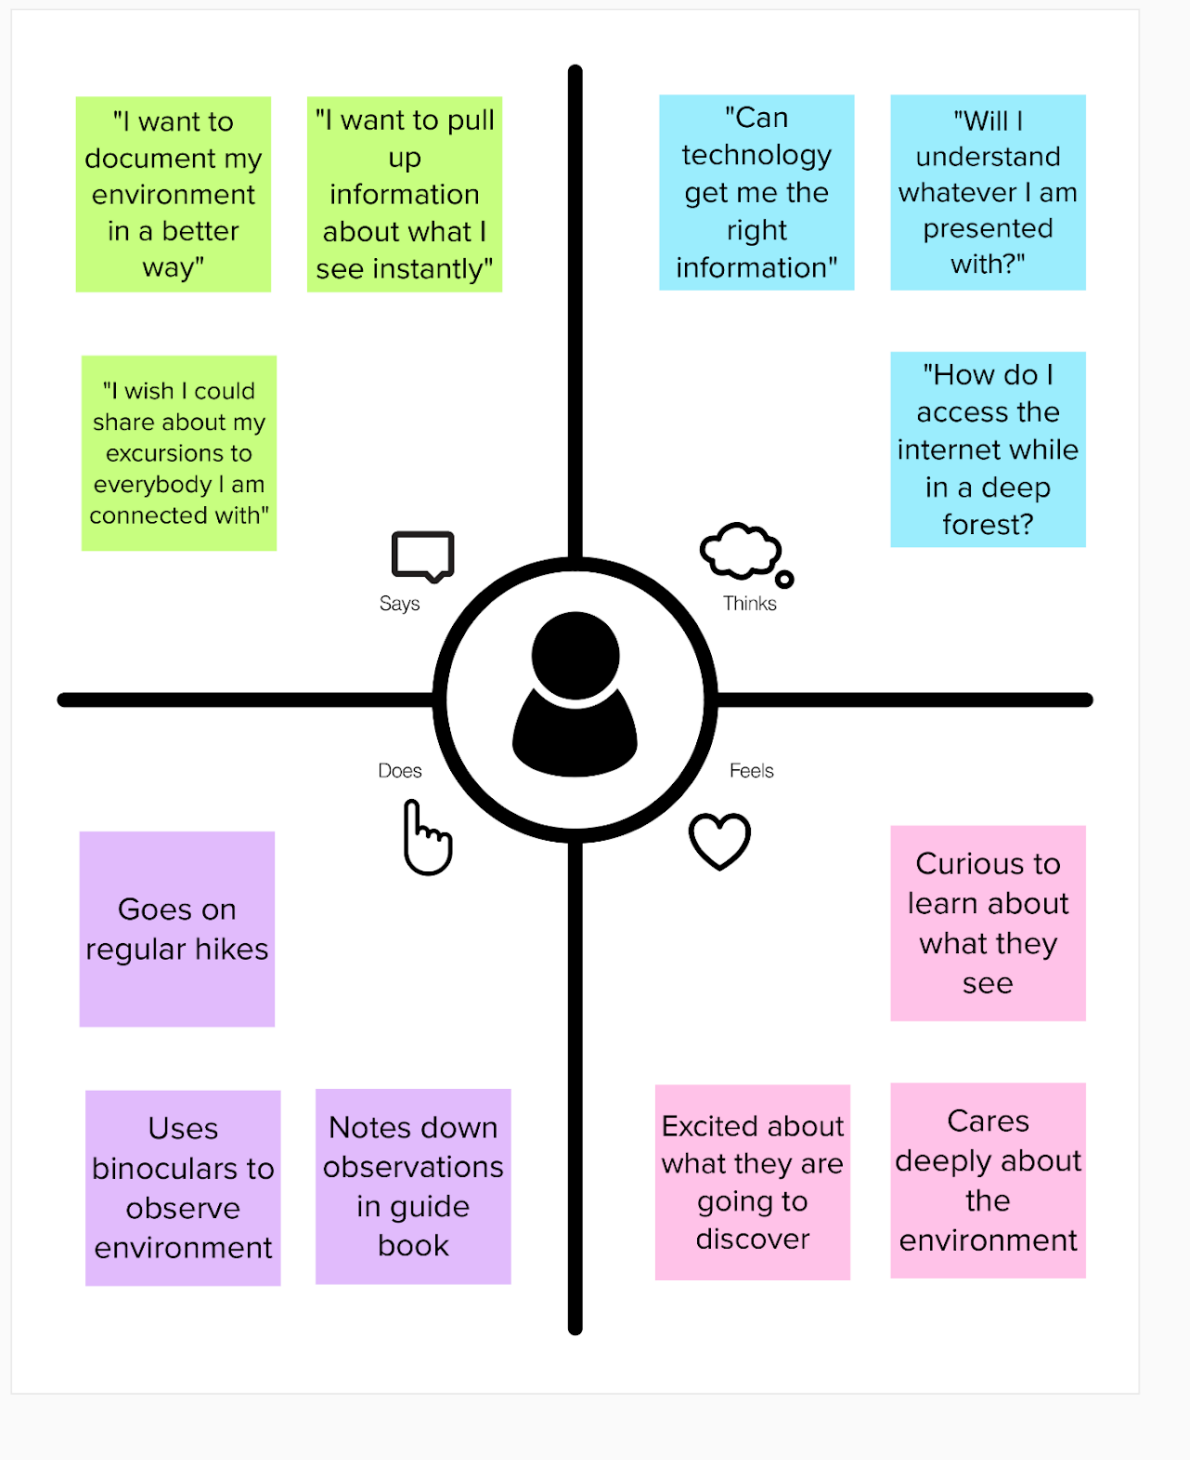 "I want to
document my
environment
in a better
way"
"I want to pull
up
information
about what I
see instantly"
"I wish I could
share about my
excursions to
everybody I am
connected with"
Says
"Can
technology
get me the
right
information"
"Will I
understand
whatever I am
presented
with?"
"How do I
access the
internet while
in a deep
forest?
Thinks
Does
Goes on
regular hikes
Uses
binoculars to
observe
environment
Notes down
observations
in guide
book
Feels
Curious to
learn about
what they
see
Excited about
what they are
going to
discover
Cares
deeply about
the
environment